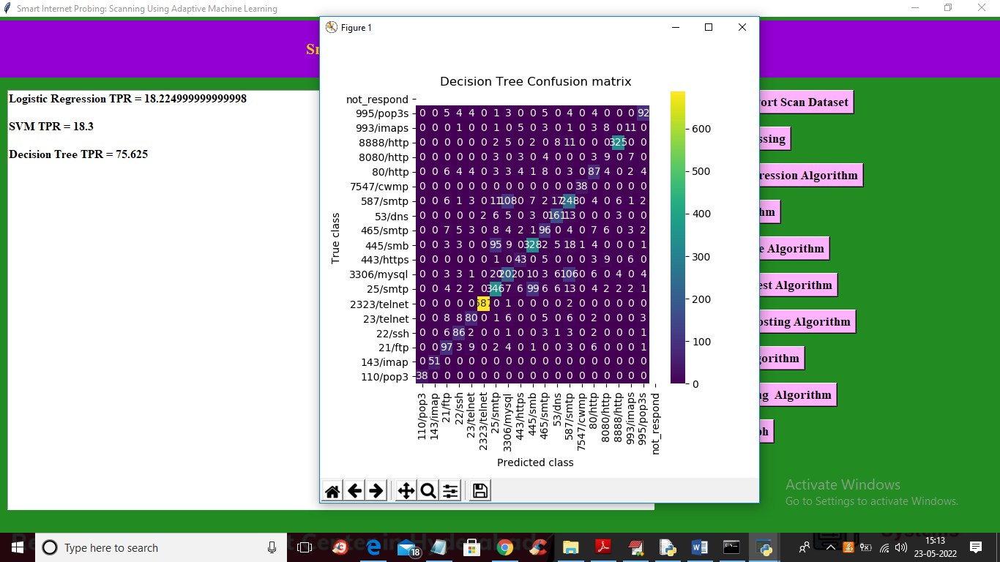 Smart Internet Probing: Scanning Using Adaptive Machine Learning
Figure 1
Logistic Regression TPR = 18.224999999999998
SVM TPR = 18.3
Decision Tree TPR = 75.625
Decision Tree Confusion matrix
not_respond
995/pop3s 0 0 5 4 4 0 1 3 0 0 5 0 4 0 4 0 0 0 92
993/imaps 0 0 0 1 0 0 1 0 5 0 3 0 1 0 3 8 0 11 0
8888/http 0 0 0 0 0 0 2 5 0 2 0 8 11 0 0 0 325 0 0
8080/http 0 0 0 0 0 0 3 0 3 0 4 0 0 0 3 9 0 7 0
80/http 0 0 6 4 4 0 3 3 4 1 8 0 3 0 87 4 0 2 4
7547/cwmp 0 0 0 0 0 0 0 0 0 0 0 0 0 38 0 0 0 0 0
587/smtp 0 0 6 1 3 0 11 108 0 7 2 17 248 0 4 0 6 1 2
53/dns 0 0 0 0 0 2 6 5 0 3 0 161 13 0 0 0 3 0 0
465/smtp 0 0 7 5 3 0 8 4 2 1 96 0 4 0 7 6 0 3 2
445/smb 0 0 3 3 0 0 95 9 0 328 2 5 18 1 4 0 0 0 1
443/https 0 0 0 0 0 0 1 0 43 0 5 0 0 0 3 9 0 6 0
3306/mysql 0 0 3 3 1 0 20 202 0 10 3 6 106 0 6 0 4 0 4
25/smtp 0 0 4 2 2 0 346 7 6 99 6 6 13 0 4 2 2 2 1
2323/telnet 0 0 0 0 0 687 0 1 0 0 0 0 2 0 0 0 0 0 0
23/telnet 0 0 8 8 80 0 1 6 0 0 5 0 6 0 2 0 0 0 3
22/ssh 0 0 6 86 2 0 0 1 0 0 3 1 3 0 2 0 0 0 1
21/ftp 0 0 97 3 9 0 2 4 0 1 0 0 3 0 6 0 0 0 1
143/imap 0 51 0 0 0 0 0 0 0 0 0 0 0 0 0 0 0 0 0
110/pop3 38 0 0 0 0 0 0 0 0 0 0 0 0 0 0 0 0 0 0
True class
110/pop3 143/imap 21/ftp 22/ssh 23/telnet 2323/telnet 25/smtp 3306/mysql 443/https 445/smb 465/smtp 53/dns 587/smtp 7547/cwmp 80/http 8080/http 8888/http 993/imaps 995/pop3s not_respond
Predicted class
600
500
400
300
200
100
0
ort Scan Dataset
ssing
ression Algorithm
hm
e Algorithm
est Algorithm
osting Algorithm
gorithm
ng Algorithm
ph
Activate Windows
Go to Settings to activate Windows.
Type here to search
18
15:13
23-05-2022